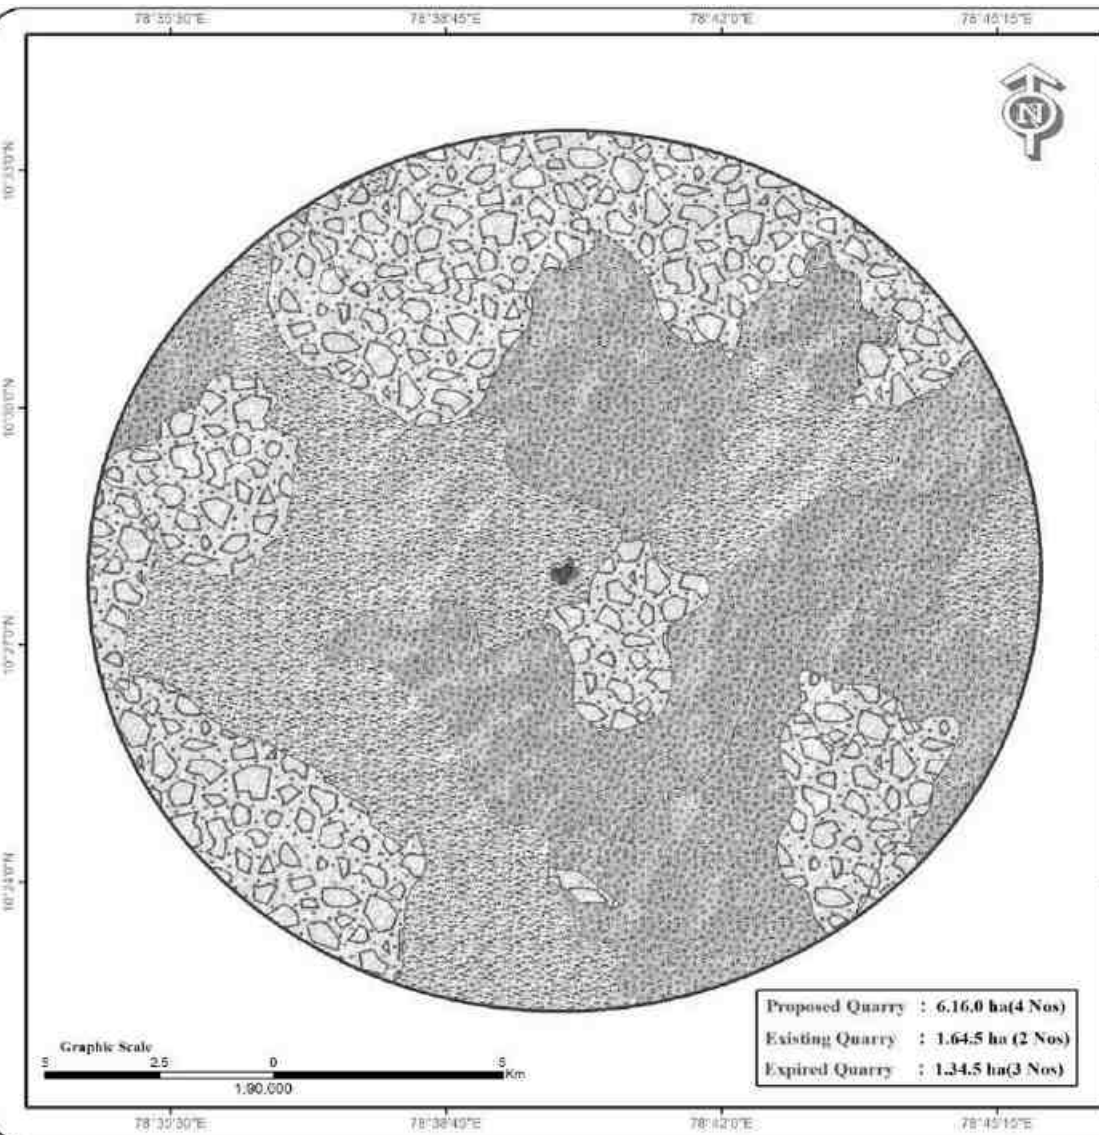 78°35'30"E 78°38'45"E 78°42'0"E 78°45'15"E
N
10°33'0"N
10°30'0"N
10°27'0"N
10°24'0"N
Proposed Quarry : 6.16.0 ha(4 Nos)
Existing Quarry : 1.64.5 ha (2 Nos)
Expired Quarry : 1.34.5 ha(3 Nos)
Graphic Scale
5 2.5 0 5
Km
1:90,000
78°35'30"E 78°38'45"E 78°42'0"E 78°45'15"E